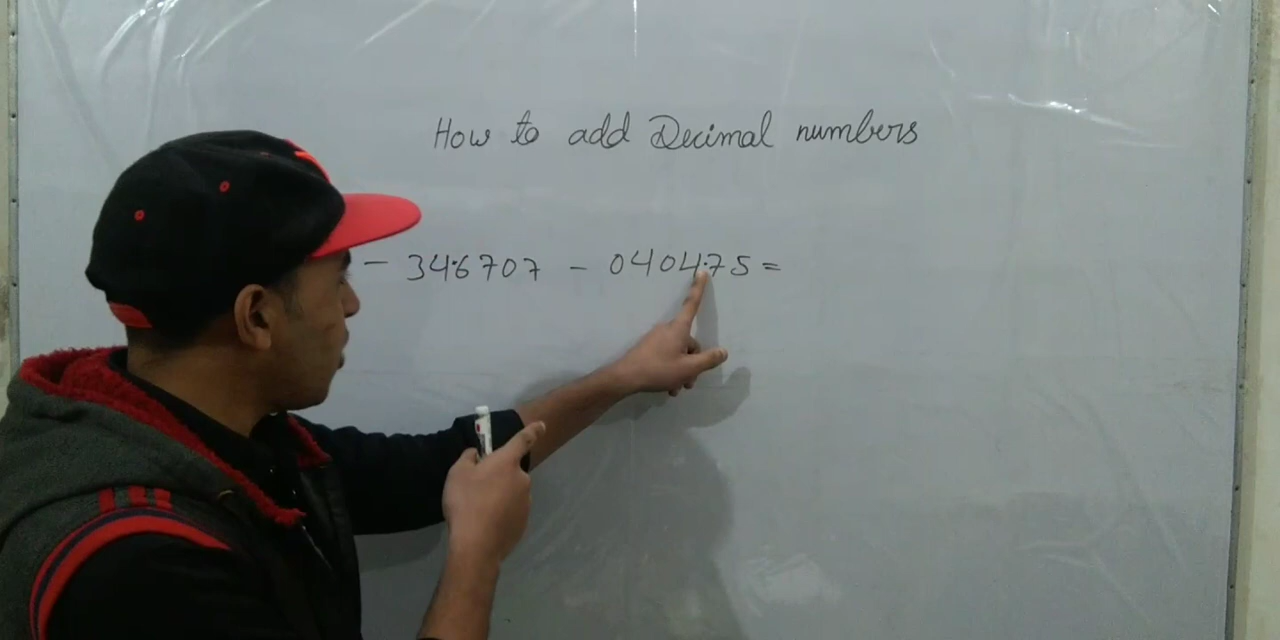 How to add Decimal numbers
- 34.6707 - 0404.75 =